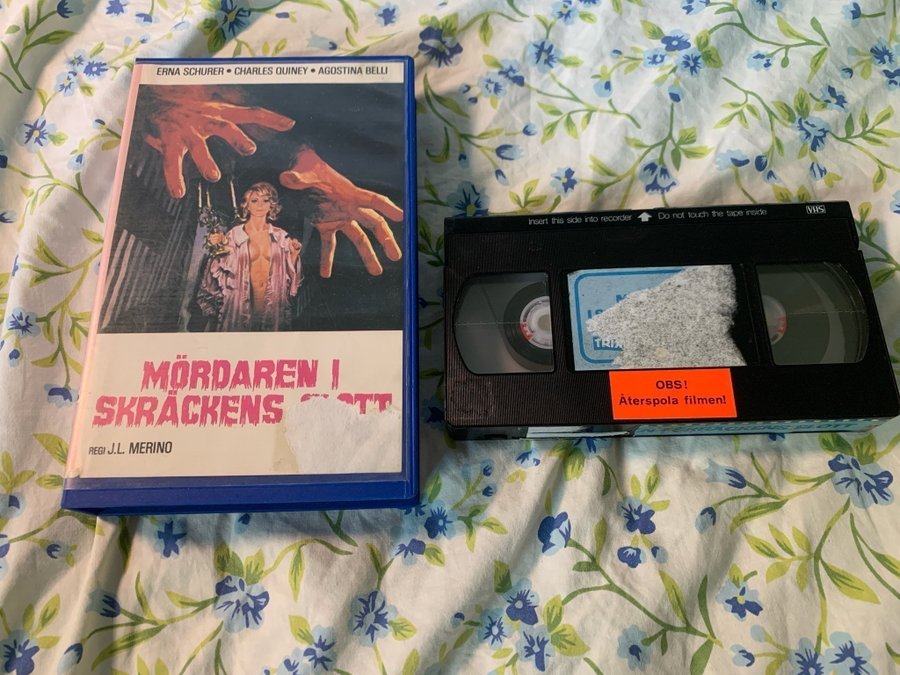 ERNA SCHURER • CHARLES QUINEY • AGOSTINA BELLI
MÖRDAREN I
SKRÄCKENS
REGI J.L. MERINO
Insert this side into recorder Do not touch the tape inside
VHS
TRIX
OBS!
Återspola filmen!